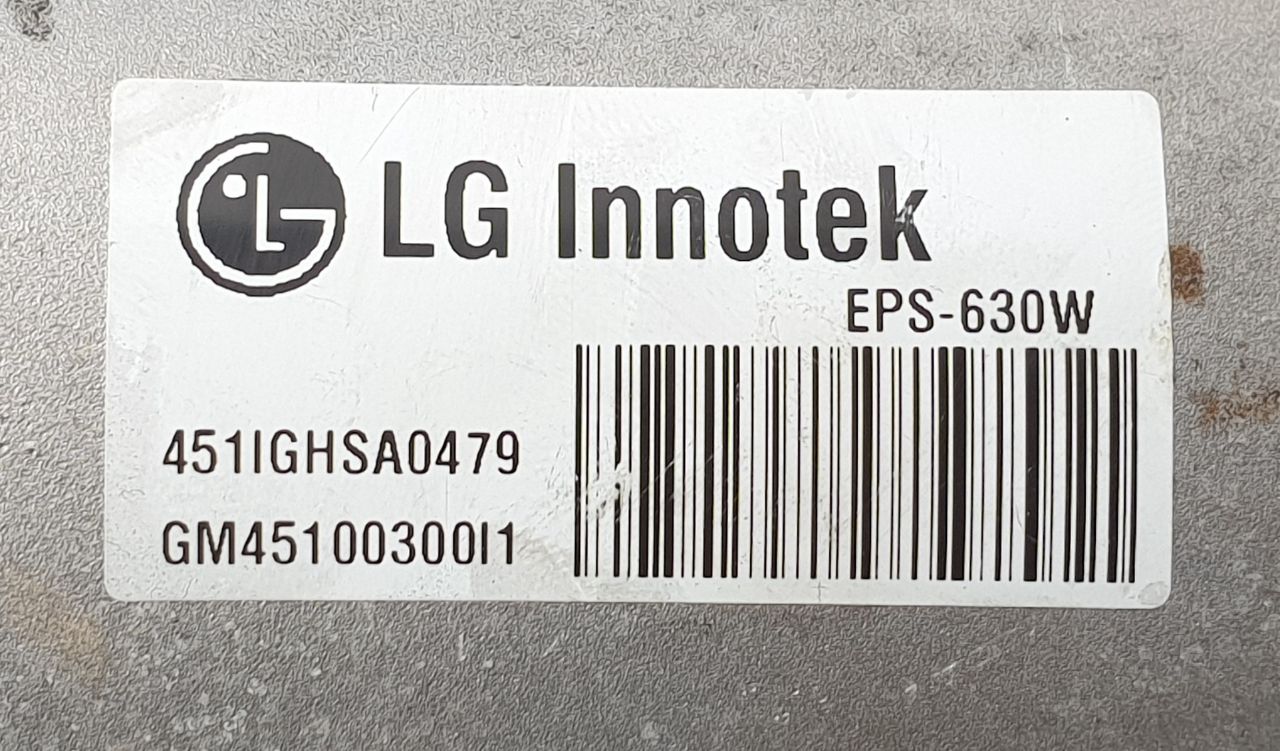 LG Innotek
EPS-630W
451IGHSA0479
GM45100300I1